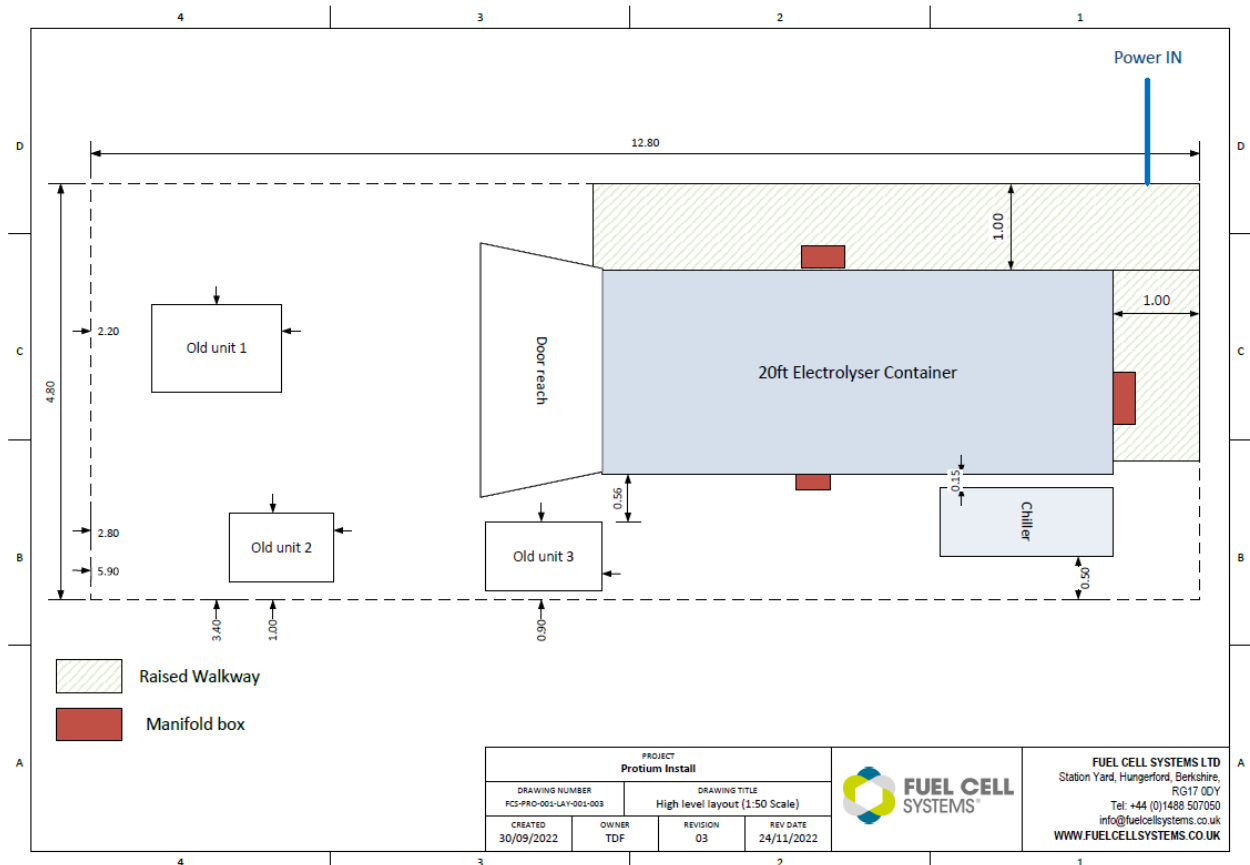 4 3 2 1
Power IN
D D
12.80
1.00
1.00
2.20
Old unit 1
Door reach
20ft Electrolyser Container
C C
4.80
0.56
0.15
Chiller
2.80
Old unit 2
Old unit 3
B B
5.90
0.50
3.40
1.00
0.90
Raised Walkway
Manifold box
A A
PROJECT
Protium Install
DRAWING NUMBER
FCS-PRO-001-LAY-001-003
DRAWING TITLE
High level layout (1:50 Scale)
CREATED
30/09/2022
OWNER
TDF
REVISION
03
REV DATE
24/11/2022
FUEL CELL
SYSTEMS®
FUEL CELL SYSTEMS LTD
Station Yard, Hungerford, Berkshire,
RG17 0DY
Tel: +44 (0)1488 507050
info@fuelcellsystems.co.uk
WWW.FUELCELLSYSTEMS.CO.UK
4 3 2 1